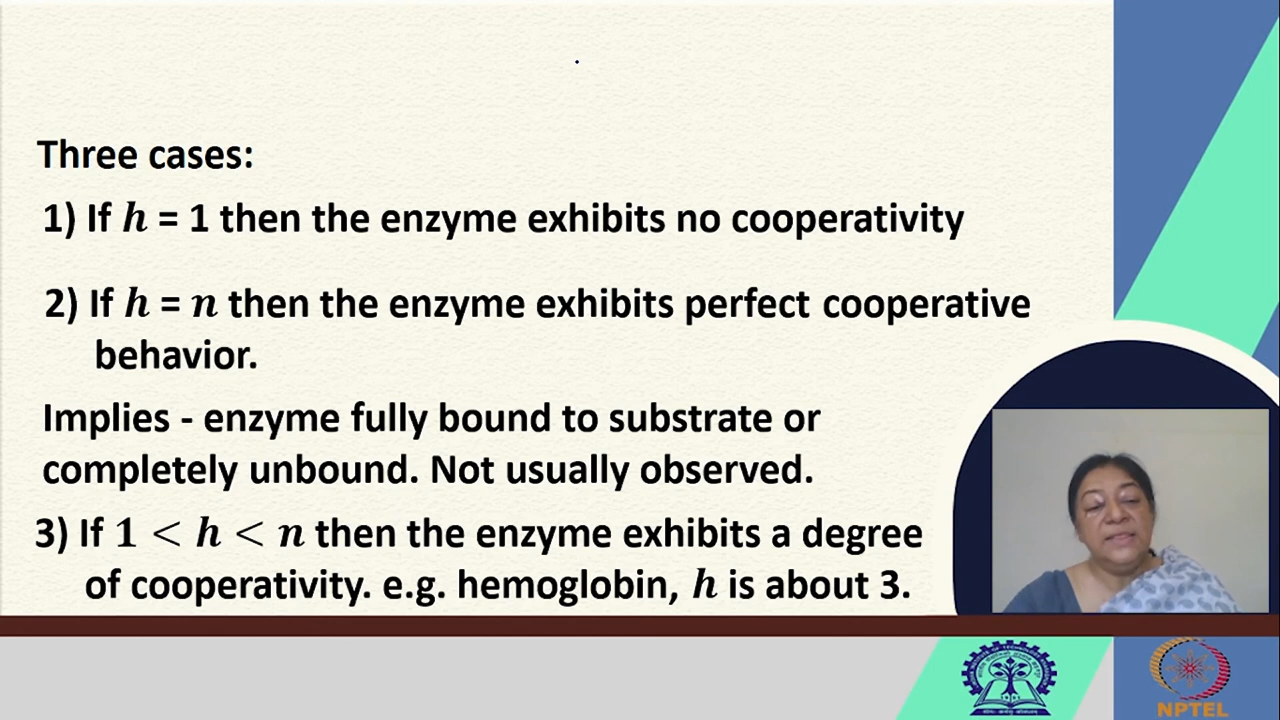 Three cases:
1) If h = 1 then the enzyme exhibits no cooperativity
2) If h = n then the enzyme exhibits perfect cooperative
behavior.
Implies - enzyme fully bound to substrate or
completely unbound. Not usually observed.
3) If 1 < h < n then the enzyme exhibits a degree
of cooperativity. e.g. hemoglobin, h is about 3.
NPTEL